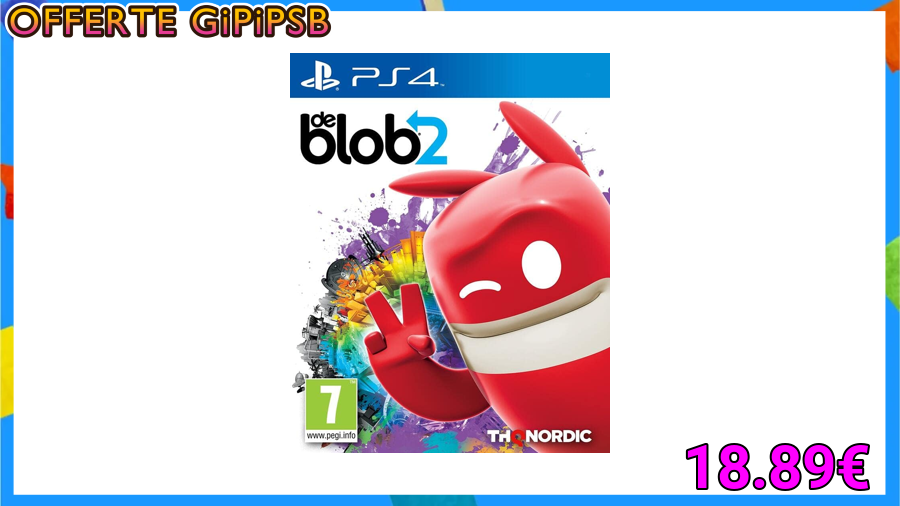 OFFERTE GiPiPSB
PS4
de
blob2
7
www.pegi.info
THQ NORDIC
18.89€